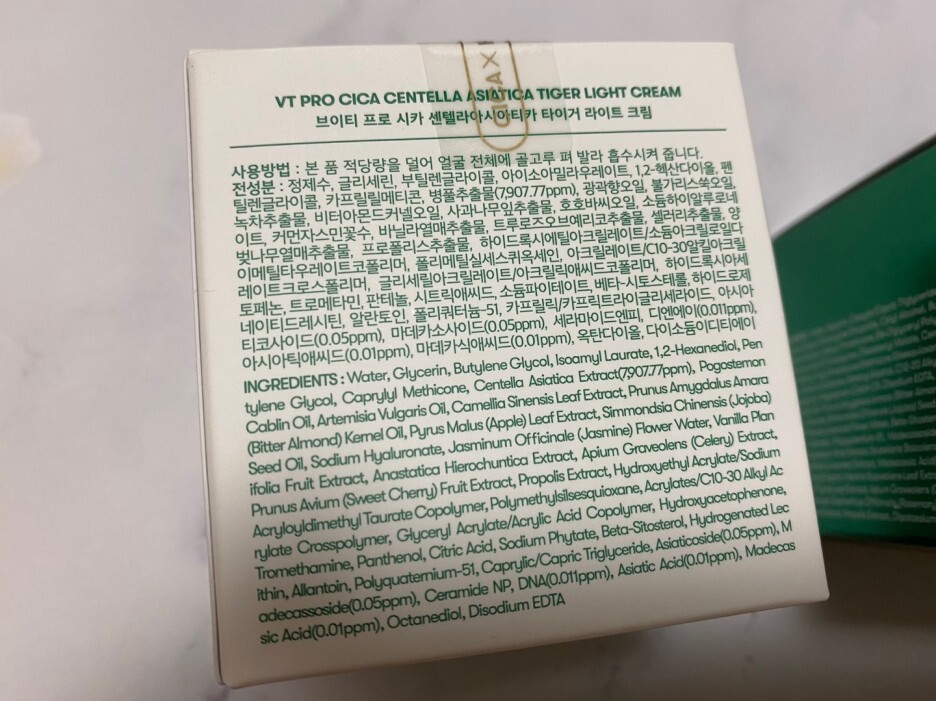 CICA X
VT PRO CICA CENTELLA ASIATICA TIGER LIGHT CREAM
브이티 프로 시카 센텔라아시아티카 타이거 라이트 크림
사용방법 : 본 품 적당량을 덜어 얼굴 전체에 골고루 펴 발라 흡수시켜 줍니다.
전성분 : 정제수, 글리세린, 부틸렌글라이콜, 아이소아밀라우레이트, 1,2-헥산다이올, 펜
틸렌글라이콜, 카프릴릴메티콘, 병풀추출물(7907.77ppm), 광곽향오일, 불가리스쑥오일,
녹차추출물, 비터아몬드커넬오일, 사과나무잎추출물, 호호바씨오일, 소듐하이알루로네
이트, 커먼자스민꽃수, 바닐라열매추출물, 트루로즈오브예리코추출물, 셀러리추출물, 양
벚나무열매추출물, 프로폴리스추출물, 하이드록시에틸아크릴레이트/소듐아크릴로일다
이메틸타우레이트코폴리머, 폴리메틸실세스퀴옥세인, 아크릴레이트/C10-30알킬아크릴
레이트크로스폴리머, 글리세릴아크릴레이트/아크릴릭애씨드코폴리머, 하이드록시아세
토페논, 트로메타민, 판테놀, 시트릭애씨드, 소듐파이테이트, 베타-시토스테롤, 하이드로제
네이티드레시틴, 알란토인, 폴리쿼터늄-51, 카프릴릭/카프릭트라이글리세라이드, 아시아
티코사이드(0.05ppm), 마데카소사이드(0.05ppm), 세라마이드엔피, 디엔에이(0.011ppm),
아시아틱애씨드(0.01ppm), 마데카식애씨드(0.01ppm), 옥탄다이올, 다이소듐이디티에이
INGREDIENTS : Water, Glycerin, Butylene Glycol, Isoamyl Laurate, 1,2-Hexanediol, Pen
tylene Glycol, Caprylyl Methicone, Centella Asiatica Extract(7907.77ppm), Pogostemon
Cablin Oil, Artemisia Vulgaris Oil, Camellia Sinensis Leaf Extract, Prunus Amygdalus Amara
(Bitter Almond) Kernel Oil, Pyrus Malus (Apple) Leaf Extract, Simmondsia Chinensis (Jojoba)
Seed Oil, Sodium Hyaluronate, Jasminum Officinale (Jasmine) Flower Water, Vanilla Plan
ifolia Fruit Extract, Anastatica Hierochuntica Extract, Apium Graveolens (Celery) Extract,
Prunus Avium (Sweet Cherry) Fruit Extract, Propolis Extract, Hydroxyethyl Acrylate/Sodium
Acryloyldimethyl Taurate Copolymer, Polymethylsilsesquioxane, Acrylates/C10-30 Alkyl Ac
rylate Crosspolymer, Glyceryl Acrylate/Acrylic Acid Copolymer, Hydroxyacetophenone,
Tromethamine, Panthenol, Citric Acid, Sodium Phytate, Beta-Sitosterol, Hydrogenated Lec
ithin, Allantoin, Polyquaternium-51, Caprylic/Capric Triglyceride, Asiaticoside(0.05ppm), M
adecassoside(0.05ppm), Ceramide NP, DNA(0.011ppm), Asiatic Acid(0.01ppm), Madecas
sic Acid(0.01ppm), Octanediol, Disodium EDTA